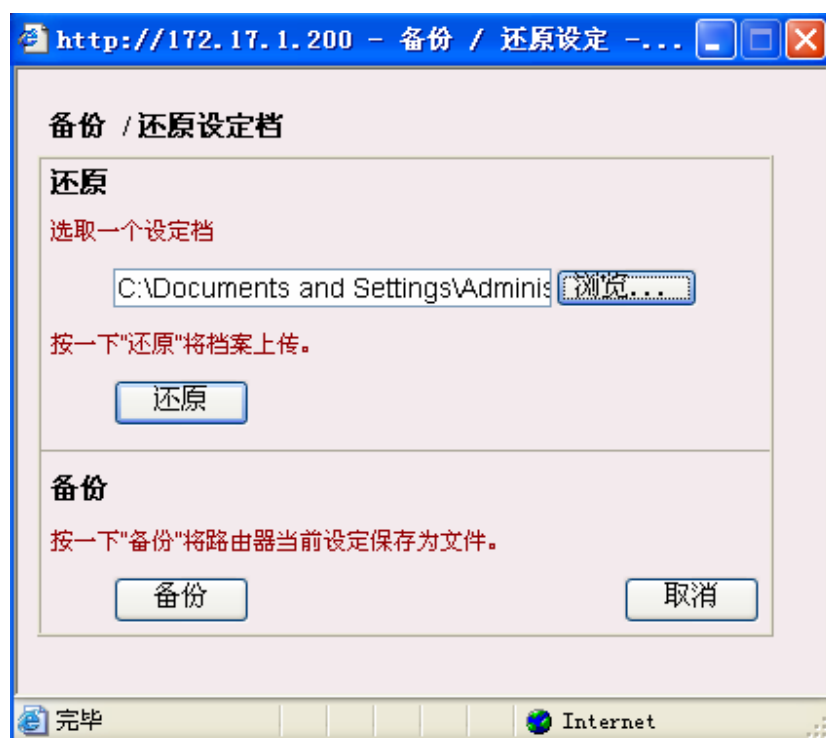 http://172.17.1.200 - 备份 / 还原设定 -...
备份 /还原设定档
还原
选取一个设定档
C:\Documents and Settings\Adminis 浏览...
按一下"还原"将档案上传。
还原
备份
按一下"备份"将路由器当前设定保存为文件。
备份 取消
完毕 Internet